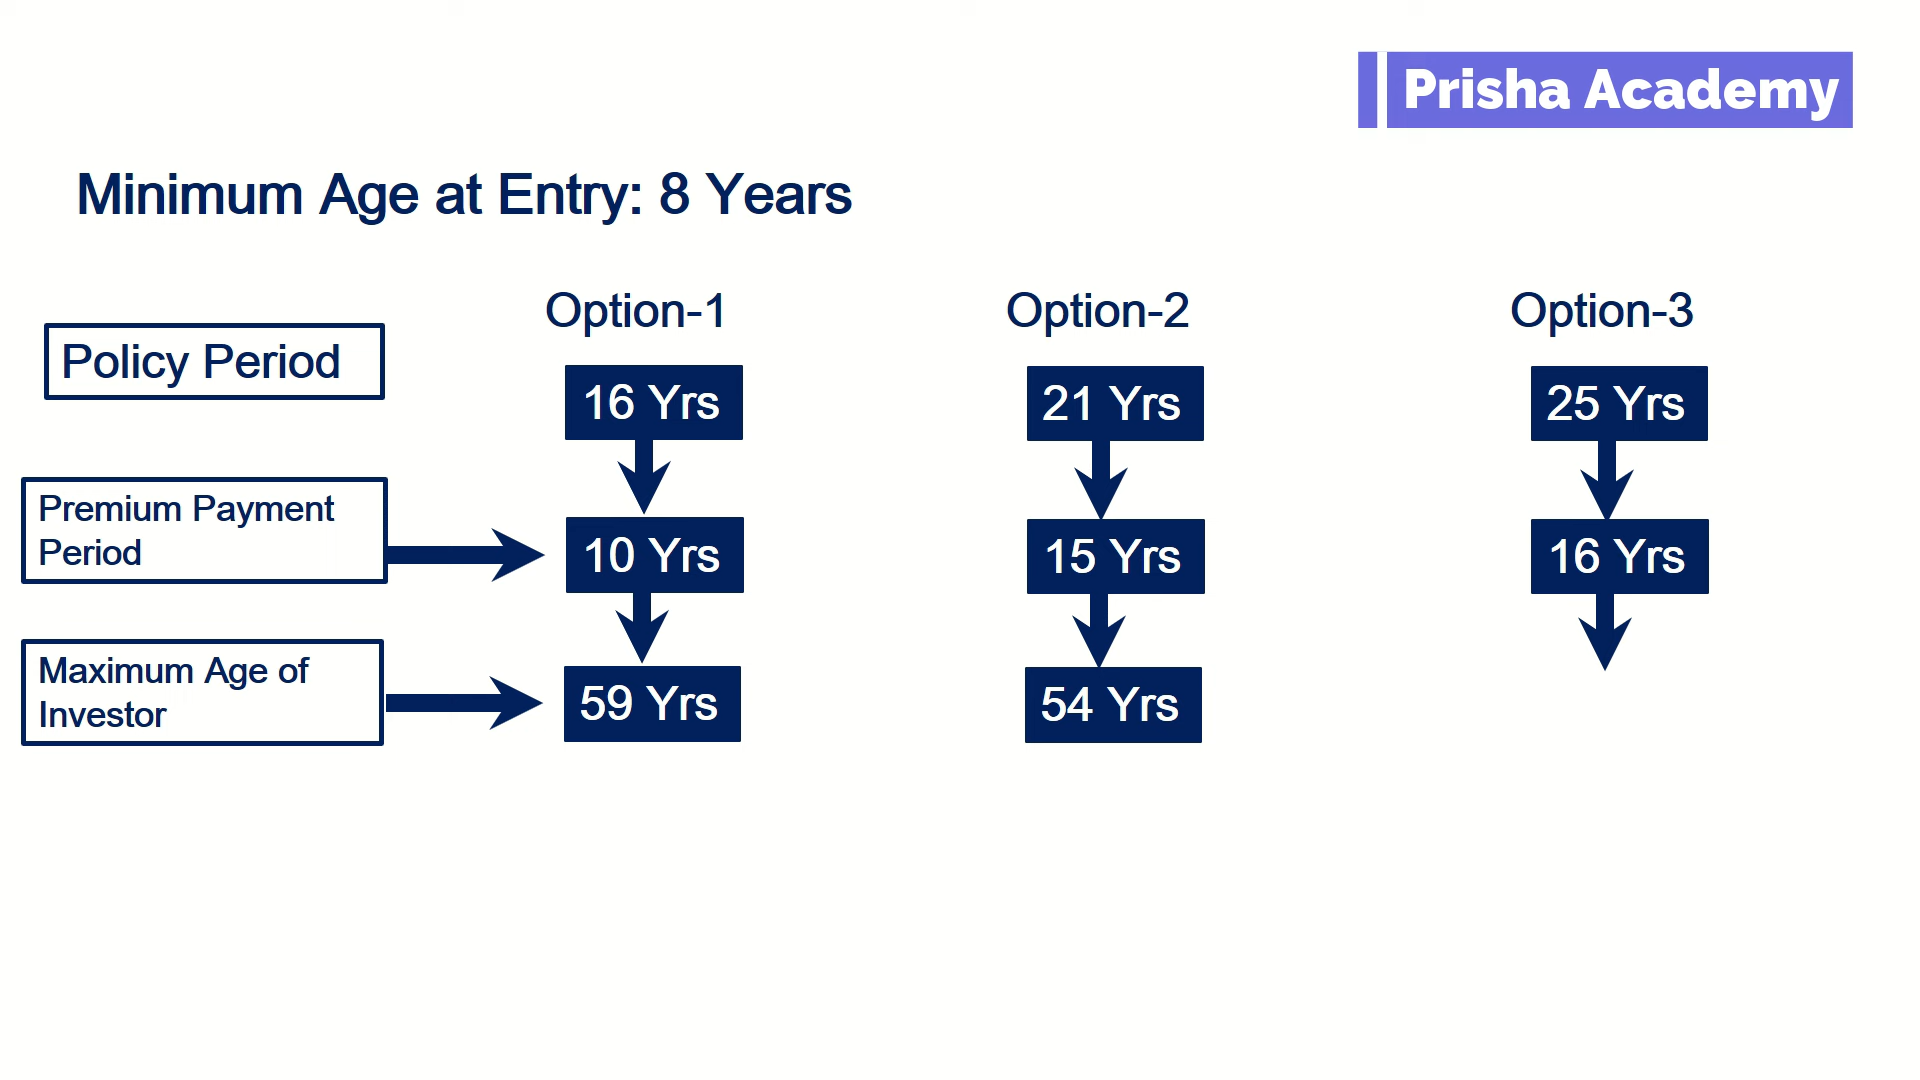 Prisha Academy
Minimum Age at Entry: 8 Years
Option-1
Option-2
Option-3
Policy Period
16 Yrs
21 Yrs
25 Yrs
Premium Payment
Period
10 Yrs
15 Yrs
16 Yrs
Maximum Age of
Investor
59 Yrs
54 Yrs